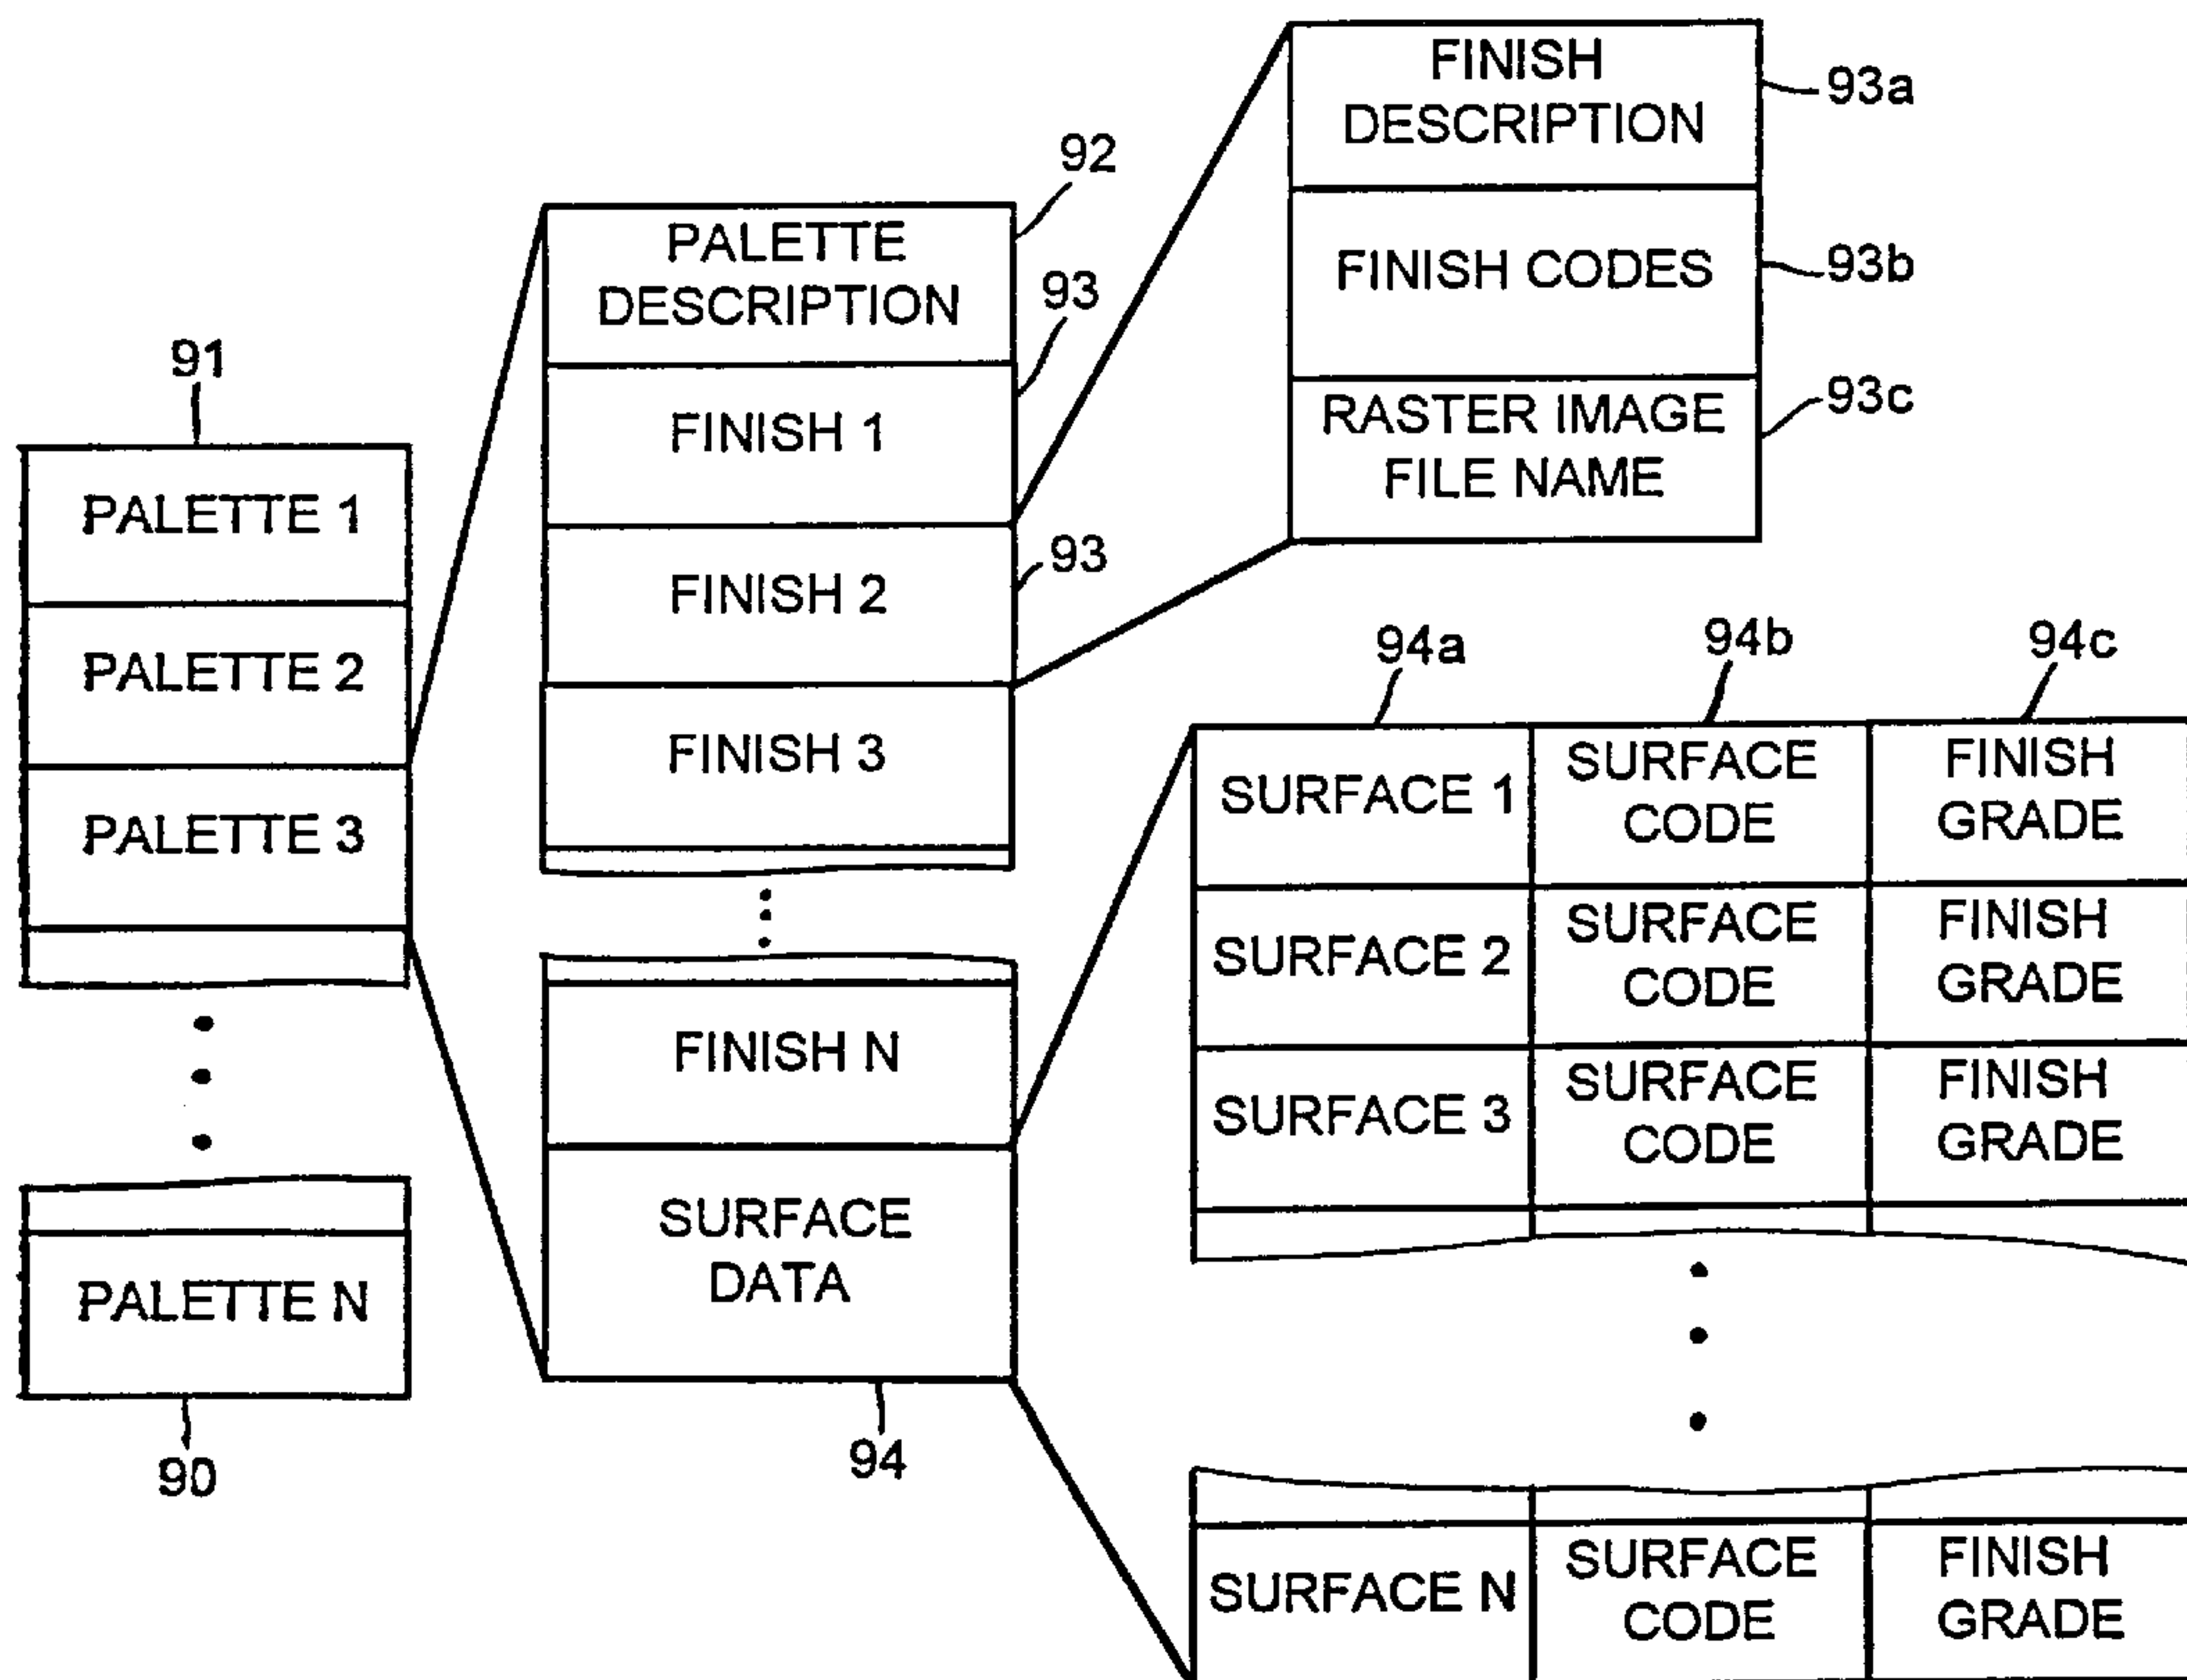 91
PALETTE 1
PALETTE 2
PALETTE 3
PALETTE N
90
92
PALETTE
DESCRIPTION
93
FINISH 1
93
FINISH 2
FINISH 3
FINISH N
SURFACE
DATA
94
FINISH
DESCRIPTION
93a
FINISH CODES
93b
RASTER IMAGE
FILE NAME
93c
94a
94b
94c
SURFACE 1
SURFACE
CODE
FINISH
GRADE
SURFACE 2
SURFACE
CODE
FINISH
GRADE
SURFACE 3
SURFACE
CODE
FINISH
GRADE
SURFACE N
SURFACE
CODE
FINISH
GRADE